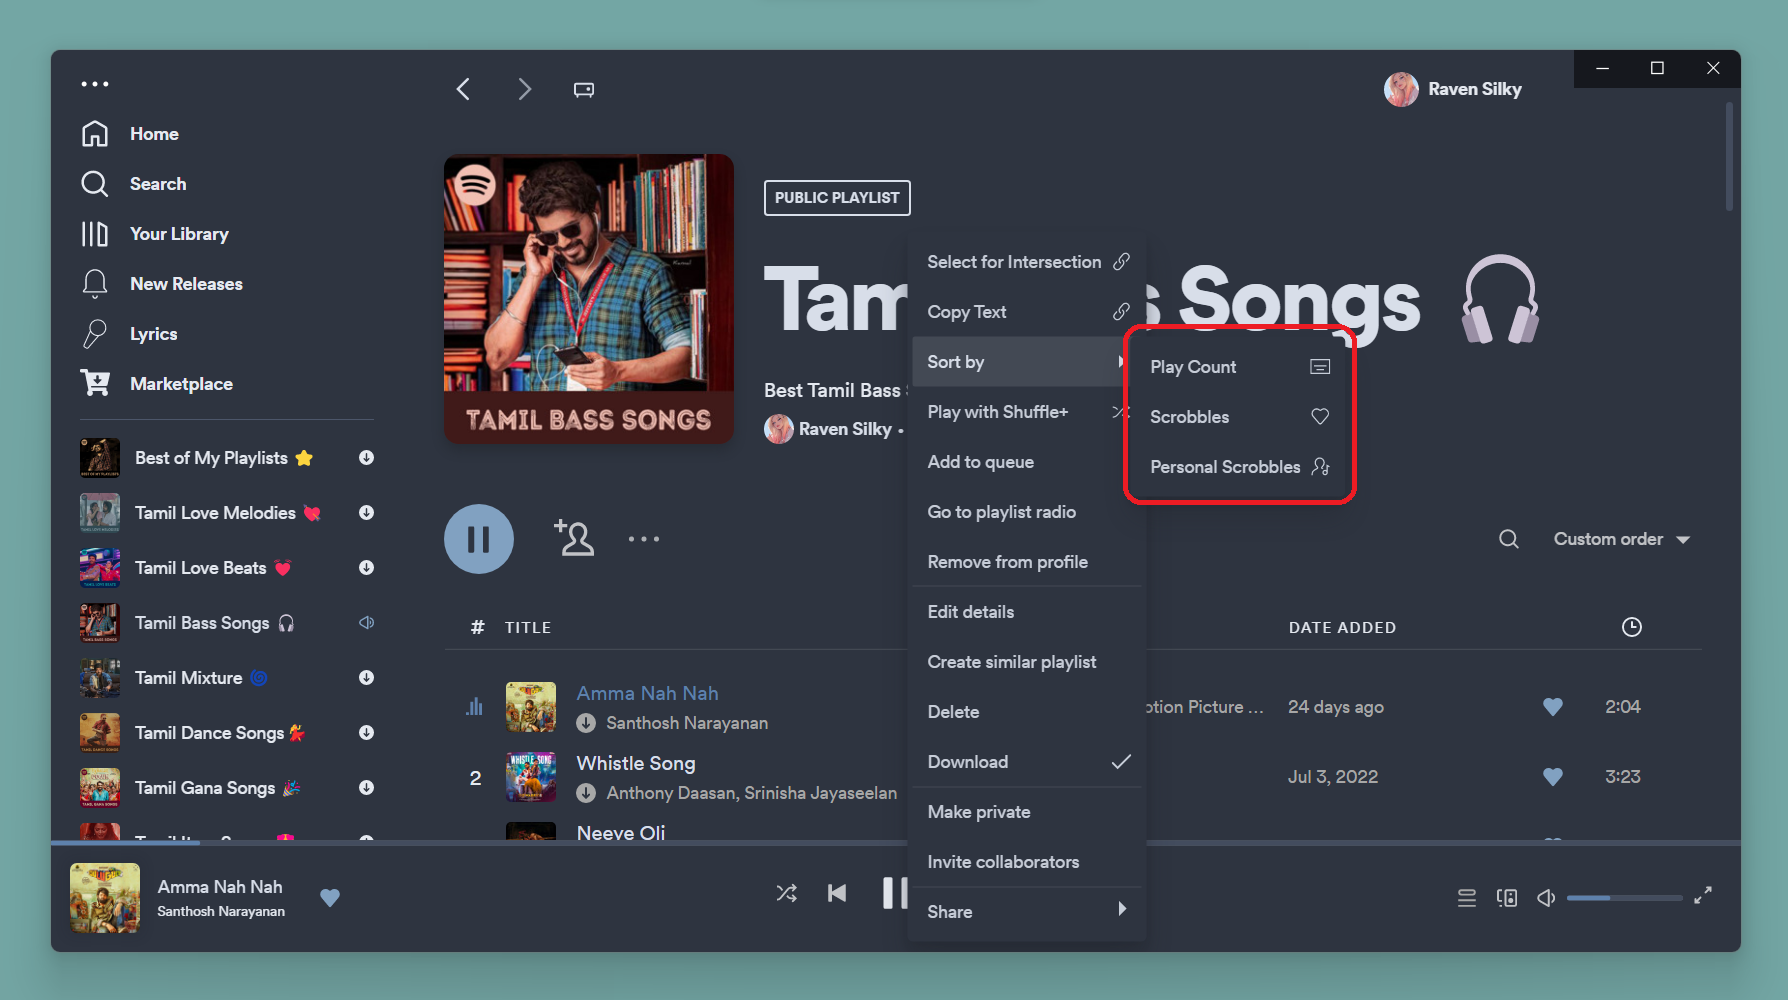 Raven Silky
Home
Search
Your Library
New Releases
Lyrics
Marketplace
Best of My Playlists ⭐
Tamil Love Melodies 💘
Tamil Love Beats 💓
Tamil Bass Songs 🎧
Tamil Mixture 🌀
Tamil Dance Songs 💃
Tamil Gana Songs 🎉
TAMIL BASS SONGS
PUBLIC PLAYLIST
Songs 🎧
Best Tamil Bass
Raven Silky •
Select for Intersection
Copy Text
Sort by
Play with Shuffle+
Add to queue
Go to playlist radio
Remove from profile
Edit details
Create similar playlist
Delete
Download
Make private
Invite collaborators
Share
Play Count
Scrobbles
Personal Scrobbles
Custom order
# TITLE DATE ADDED
Amma Nah Nah
Santhosh Narayanan
Picture ... 24 days ago 2:04
2 Whistle Song
Anthony Daasan, Srinisha Jayaseelan
Jul 3, 2022 3:23
WHISTLE SONG
Neeye Oli
Amma Nah Nah
Santhosh Narayanan